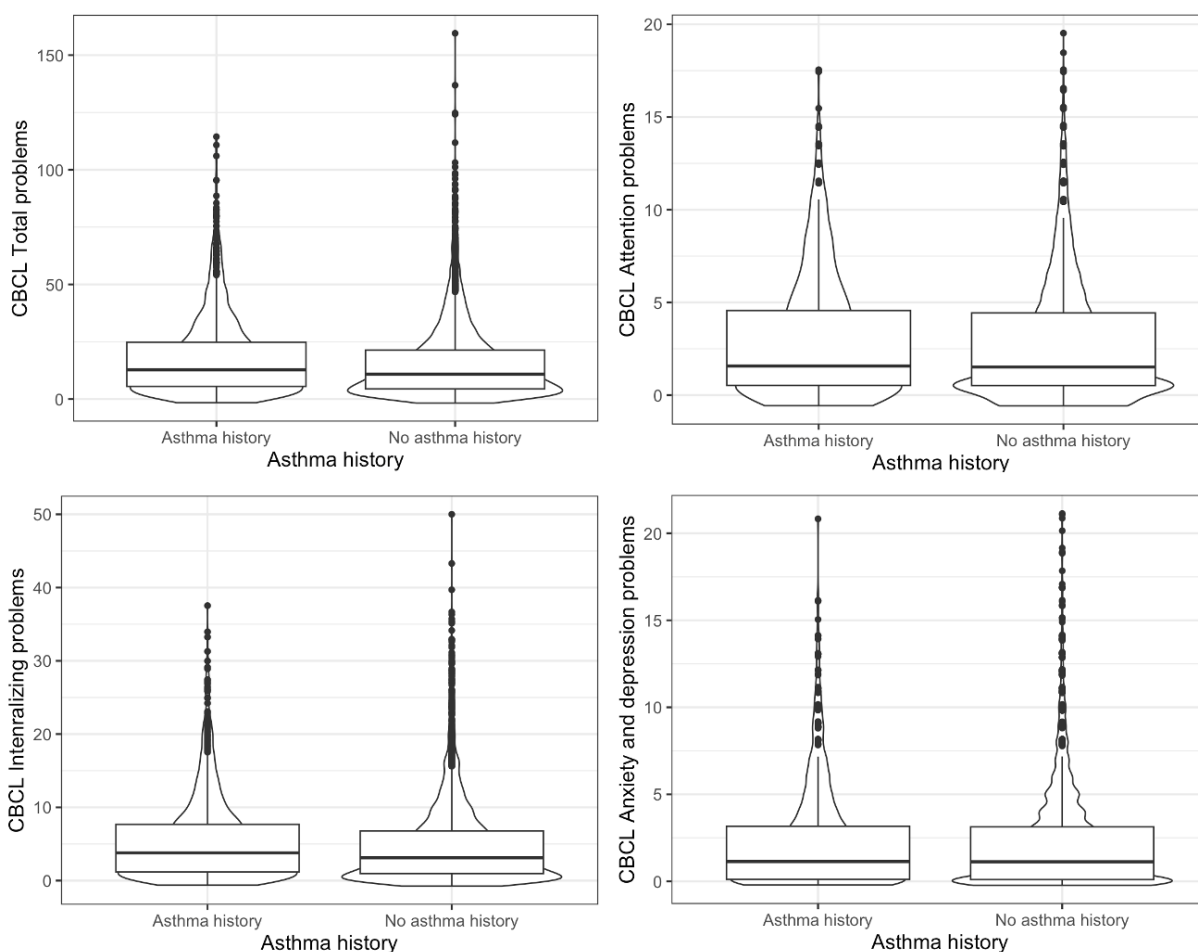 CBCL Total problems
150
100
50
0
Asthma history
No asthma history
Asthma history
CBCL Attention problems
20
15
10
5
0
Asthma history
No asthma history
Asthma history
CBCL Intenralizing problems
50
40
30
20
10
0
Asthma history
No asthma history
Asthma history
CBCL Anxiety and depression problems
20
15
10
5
0
Asthma history
No asthma history
Asthma history